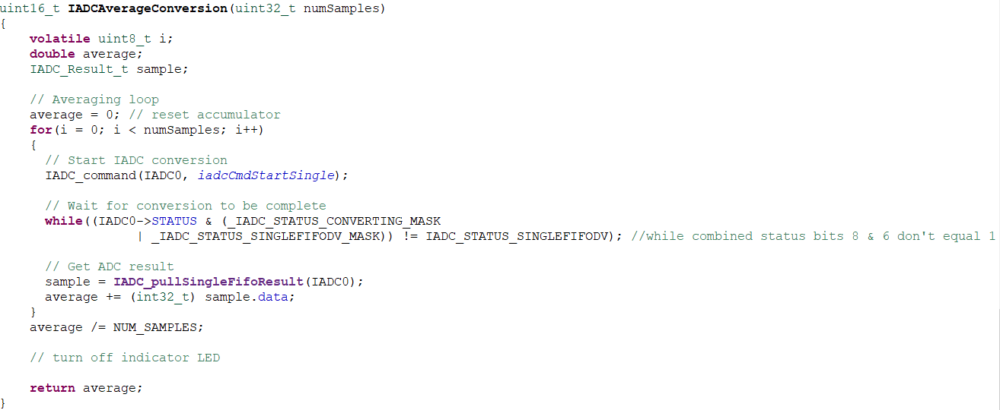 uint16_t IADCAverageConversion(uint32_t numSamples)
{
    volatile uint8_t i;
    double average;
    IADC_Result_t sample;

    // Averaging loop
    average = 0; // reset accumulator
    for(i = 0; i < numSamples; i++)
    {
      // Start IADC conversion
      IADC_command(IADC0, iadcCmdStartSingle);

      // Wait for conversion to be complete
      while((IADC0->STATUS & (_IADC_STATUS_CONVERTING_MASK
                  | _IADC_STATUS_SINGLEFIFODV_MASK)) != IADC_STATUS_SINGLEFIFODV); //while combined status bits 8 & 6 don't equal 1

      // Get ADC result
      sample = IADC_pullSingleFifoResult(IADC0);
      average += (int32_t) sample.data;
    }
    average /= NUM_SAMPLES;

    // turn off indicator LED

    return average;
}